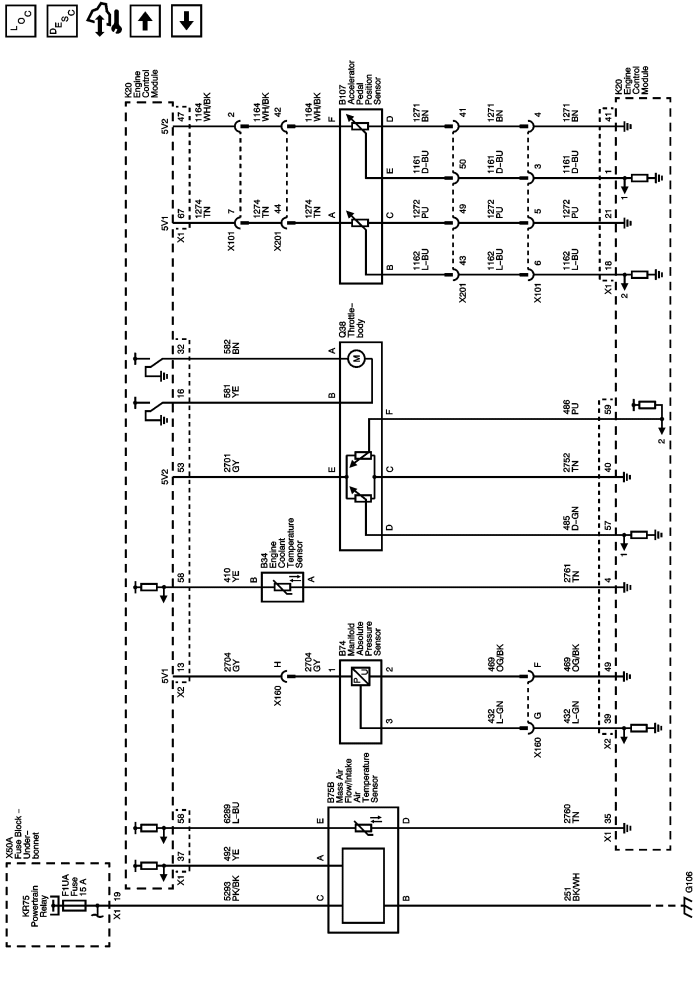 LOC
DESC
K20
Engine
Control
Module
B107
Accelerator
Pedal
Position
Sensor
K20
Engine
Control
Module
5V2
47
1164
WH/BK
2
1164
WH/BK
42
1164
WH/BK
F
D
1271
BN
41
1271
BN
4
1271
BN
41
E
1161
D-BU
50
1161
D-BU
3
1161
D-BU
1
1
5V1
67
X1
1274
TN
7
X101
1274
TN
44
X201
1274
TN
A
C
1272
PU
49
1272
PU
5
1272
PU
21
B
1162
L-BU
43
X201
1162
L-BU
6
X101
1162
L-BU
18
X1
2
Q38
Throttle-
body
32
582
BN
A
M
16
581
YE
B
F
486
PU
59
2
5V2
53
2701
GY
E
C
2752
TN
40
D
485
D-GN
57
1
B34
Engine
Coolant
Temperature
Sensor
58
410
YE
B
A
2761
TN
4
B74
Manifold
Absolute
Pressure
Sensor
5V1
13
X2
2704
GY
H
X160
2704
GY
1
P
U
2
469
OG/BK
F
469
OG/BK
49
3
432
L-GN
G
X160
432
L-GN
39
X2
B75B
Mass Air
Flow/Intake
Air
Temperature
Sensor
58
6289
L-BU
E
D
2760
TN
35
X1
37
X1
492
YE
A
X50A
Fuse Block -
Under-
bonnet
KR75
Powertrain
Relay
F1UA
Fuse
15 A
19
X1
5293
PK/BK
C
B
251
BK/WH
G106